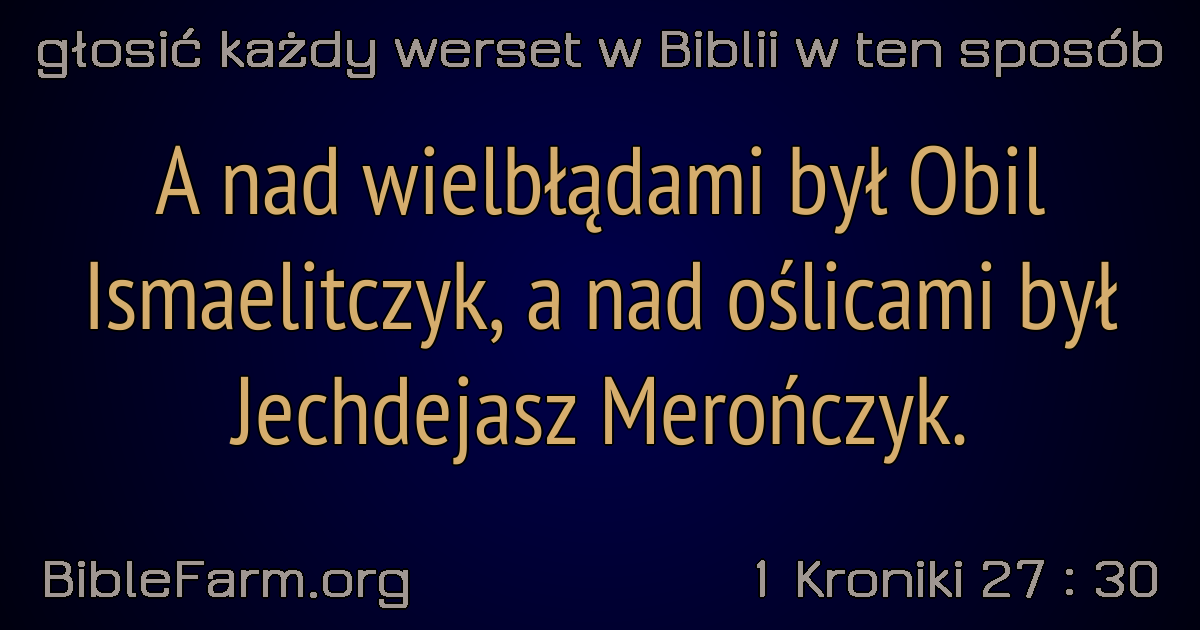 głosić każdy werset w Biblii w ten sposób
A nad wielbłądami był Obil
Ismaelitczyk, a nad oślicami był
Jechdejasz Merończyk.
BibleFarm.org
1 Kroniki 27 : 30